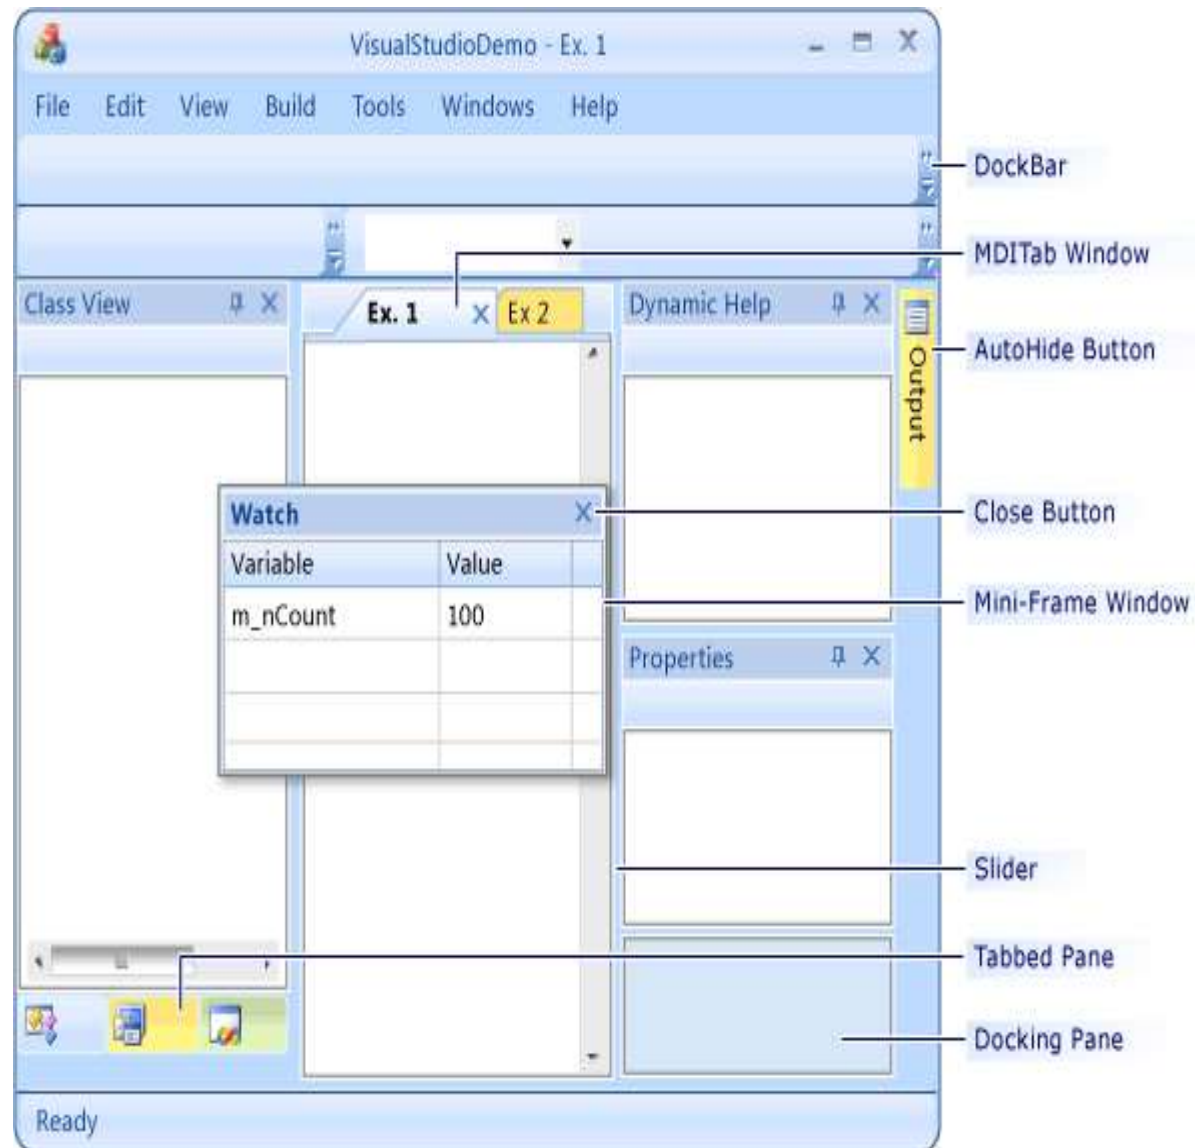 VisualStudioDemo - Ex. 1
File Edit View Build Tools Windows Help
DockBar
MDITab Window
Class View
Ex. 1
Ex 2
Dynamic Help
Output
AutoHide Button
Watch
Close Button
Variable Value
m_nCount 100
Mini-Frame Window
Properties
Slider
Tabbed Pane
Docking Pane
Ready